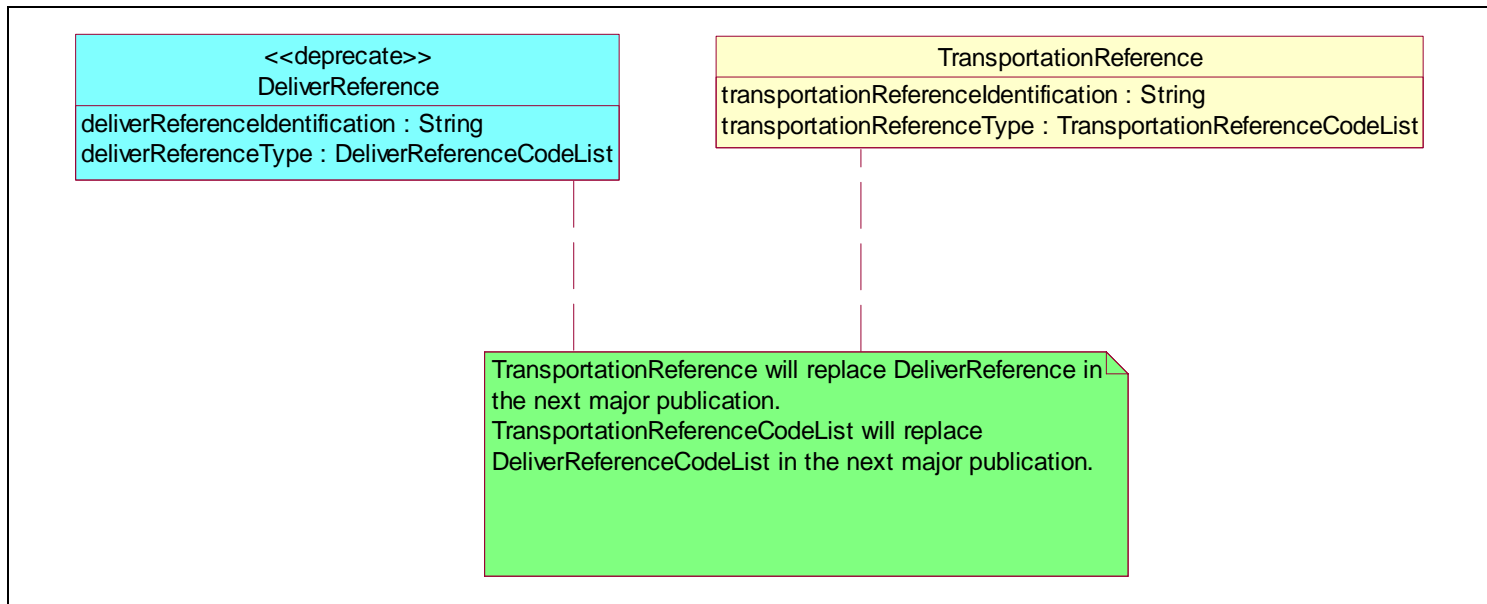 <<deprecate>>
DeliverReference
deliverReferenceIdentification : String
deliverReferenceType : DeliverReferenceCodeList
TransportationReference
transportationReferenceIdentification : String
transportationReferenceType : TransportationReferenceCodeList
TransportationReference will replace DeliverReference in
the next major publication.
TransportationReferenceCodeList will replace
DeliverReferenceCodeList in the next major publication.